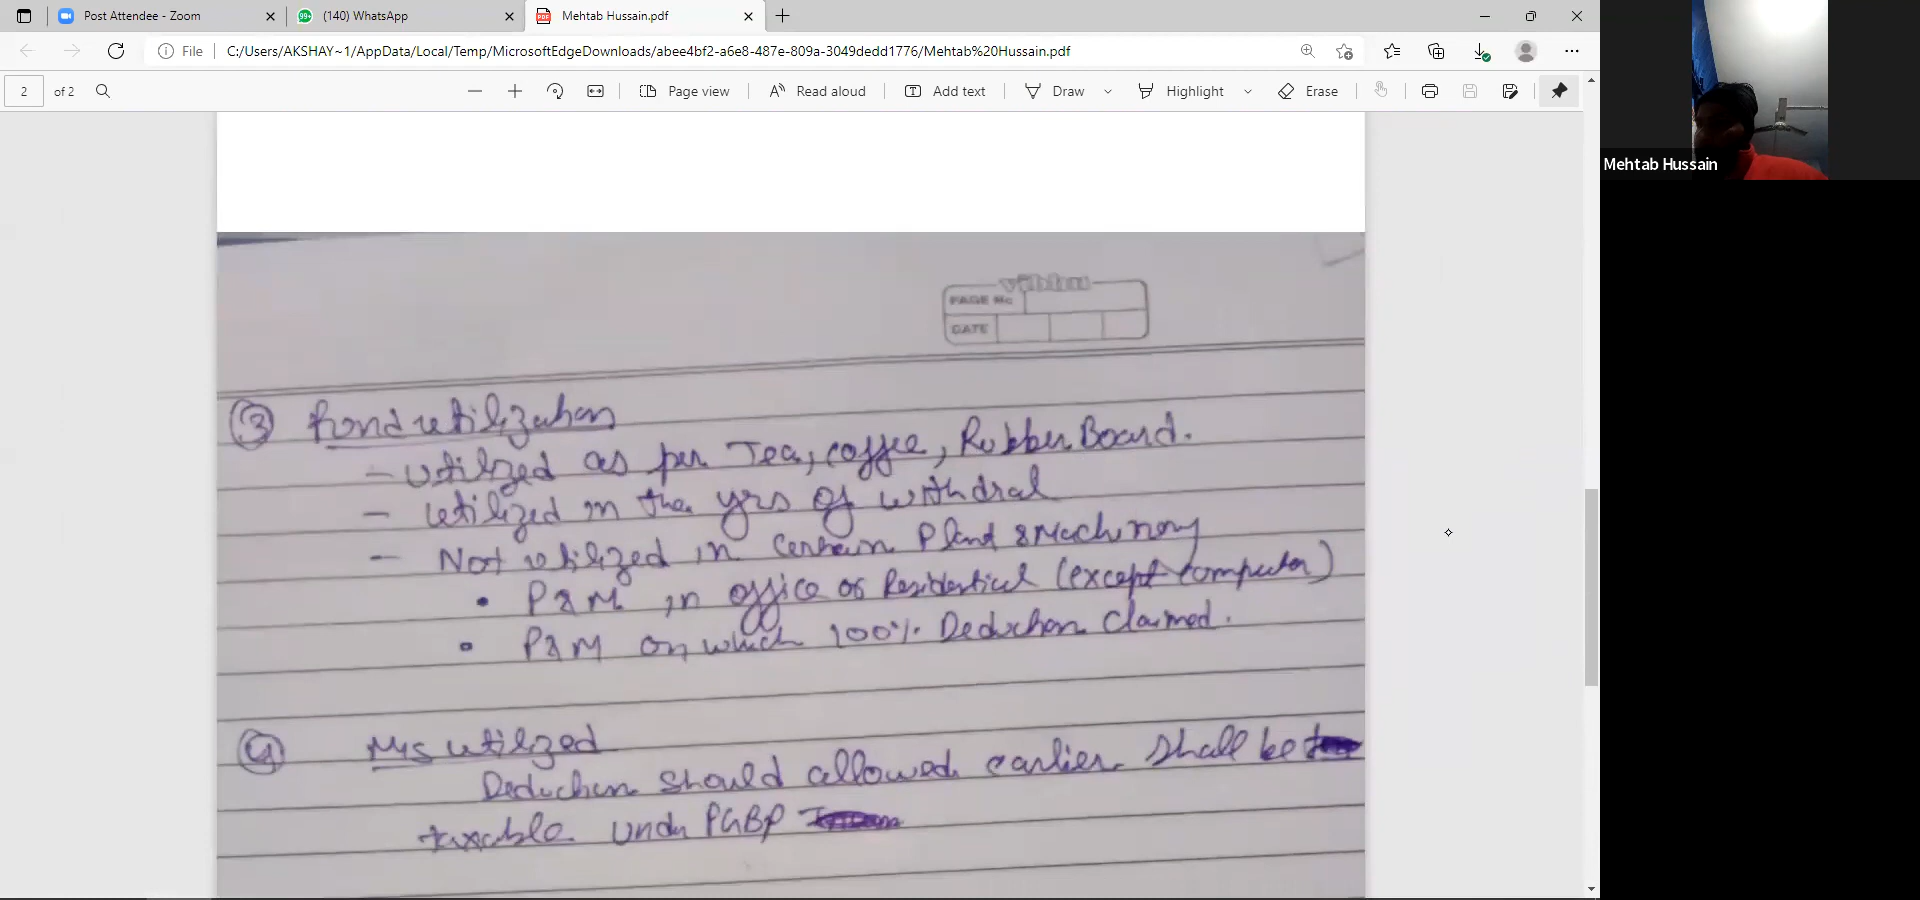 Post Attendee - Zoom
(140) WhatsApp
Mehtab Hussain.pdf
File
C:/Users/AKSHAY~1/AppData/Local/Temp/MicrosoftEdgeDownloads/abee4bf2-a6e8-487e-809a-3049dedd1776/Mehtab%20Hussain.pdf
2 of 2
Page view
Read aloud
Add text
Draw
Highlight
Erase
Mehtab Hussain
PAGE No
DATE
3 Fund utilization
- Utilized as per Tea, coffee, Rubber Board.
- utilized in the yrs of withdral
- Not utilized in certain Plant & Machinery
• P&M in office or Residential (except computer)
• P&M on which 100% Deduction claimed.
4 Mis utilized
Deduction should allowed earlier shall be
taxable under PGBP